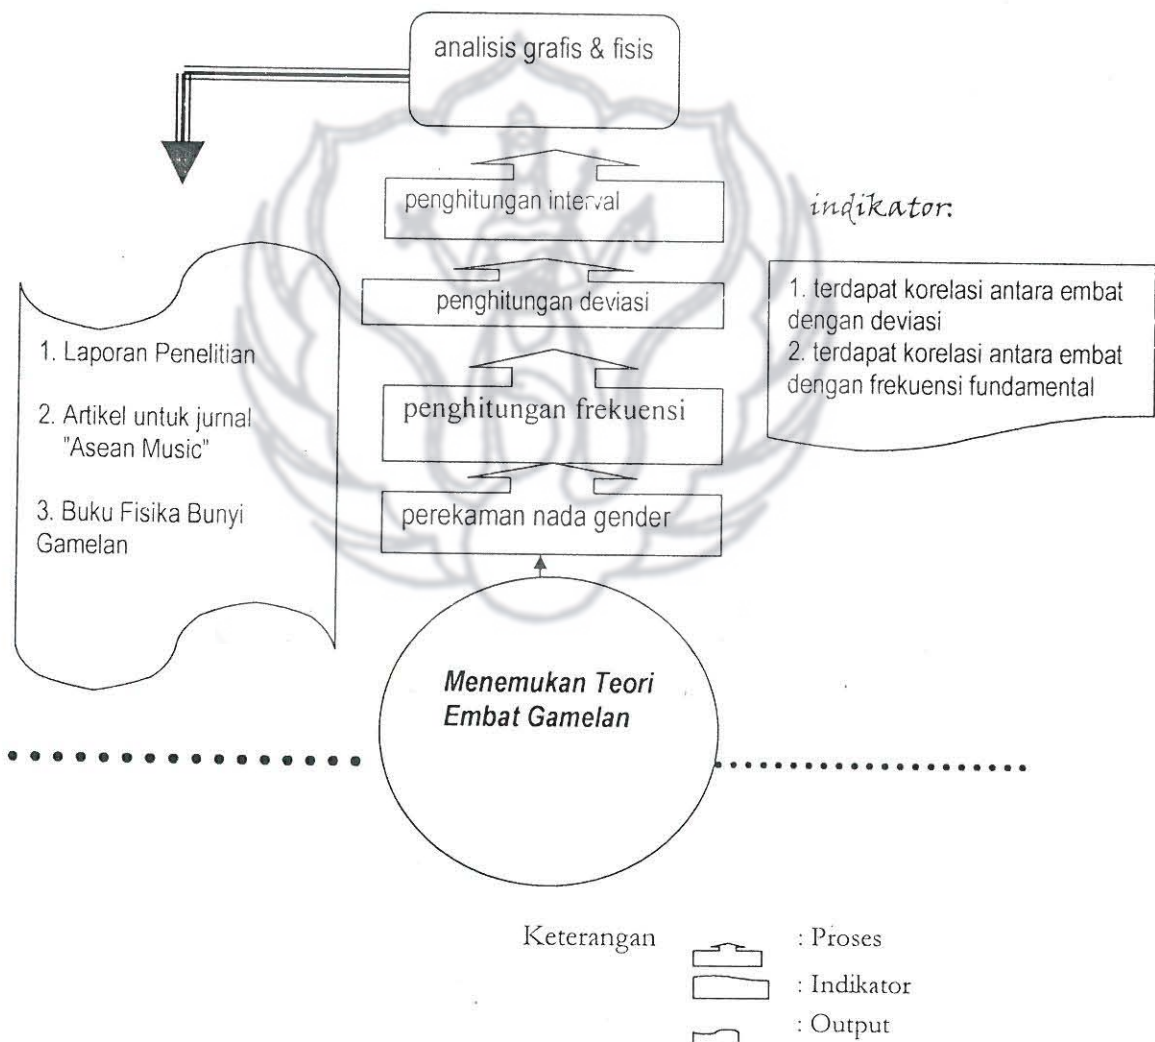 analisis grafis & fisis
penghitungan interval
indikator:
penghitungan deviasi
1. terdapat korelasi antara embat
dengan deviasi
2. terdapat korelasi antara embat
dengan frekuensi fundamental
1. Laporan Penelitian
2. Artikel untuk jurnal
"Asean Music"
3. Buku Fisika Bunyi
Gamelan
penghitungan frekuensi
perekaman nada gender
Menemukan Teori
Embat Gamelan
Keterangan
: Proses
: Indikator
: Output